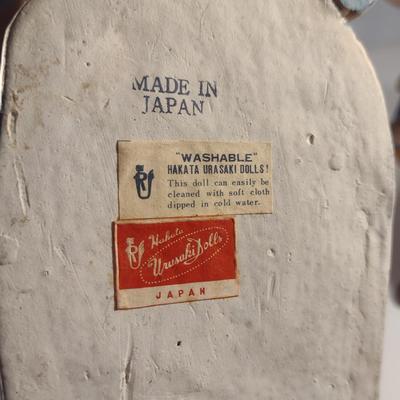 MADE IN
JAPAN
"WASHABLE"
HAKATA URASAKI DOLLS!
This doll can easily be
cleaned with soft cloth
dipped in cold water.
Hakata
Urasaki Dolls
JAPAN